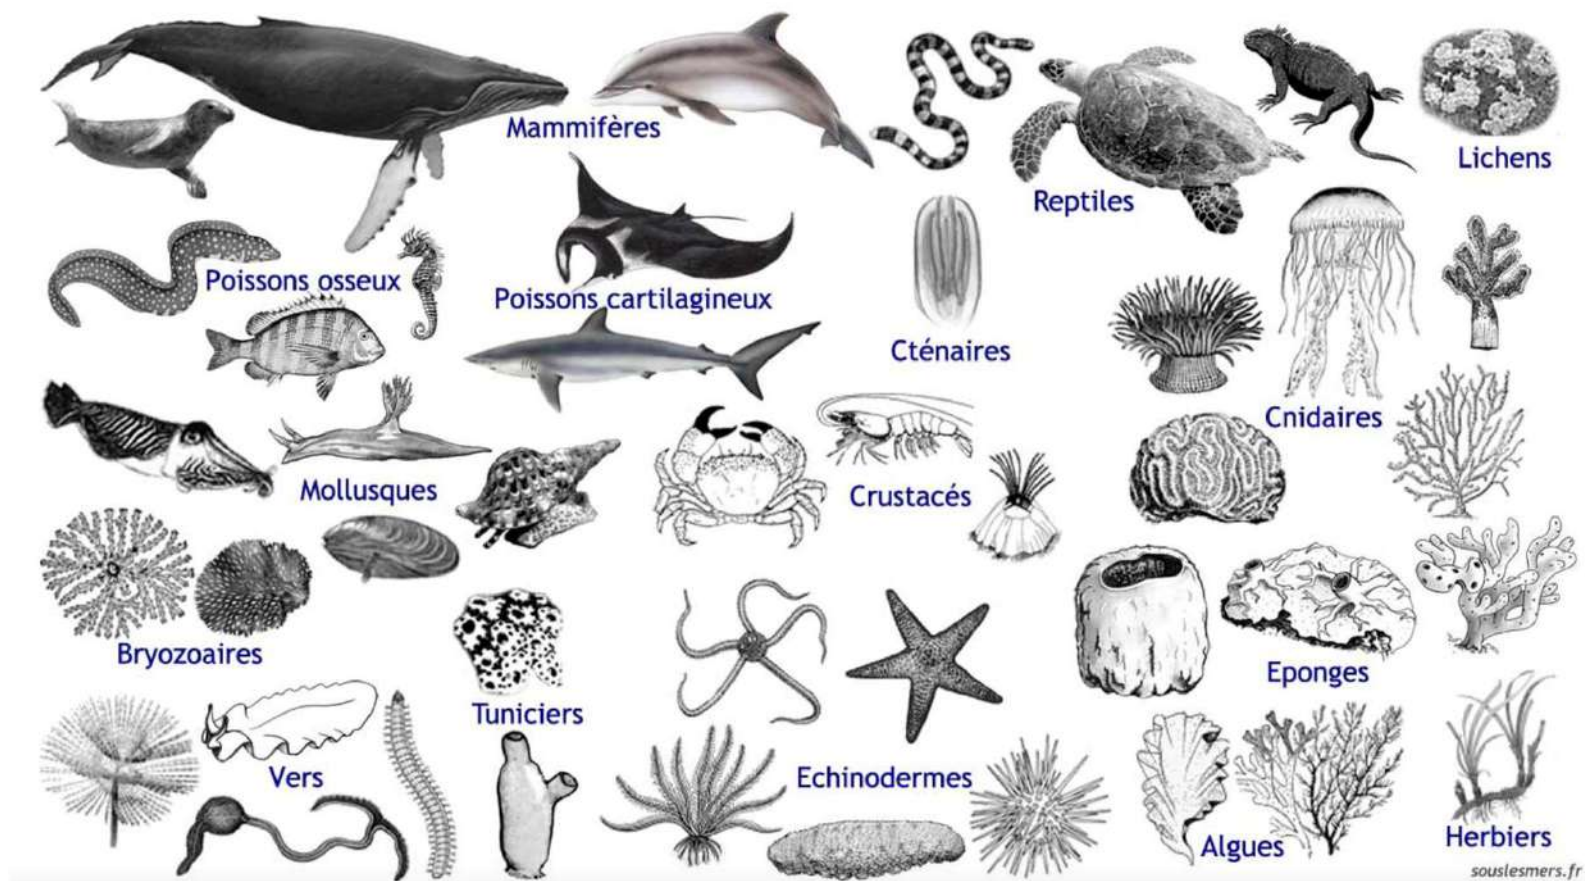 Mammifères
Lichens
Reptiles
Poissons osseux
Poissons cartilagineux
Cténaires
Cnidaires
Mollusques
Crustacés
Bryozoaires
Eponges
Tuniciers
Vers
Echinodermes
Algues
Herbiers
souslesmers.fr